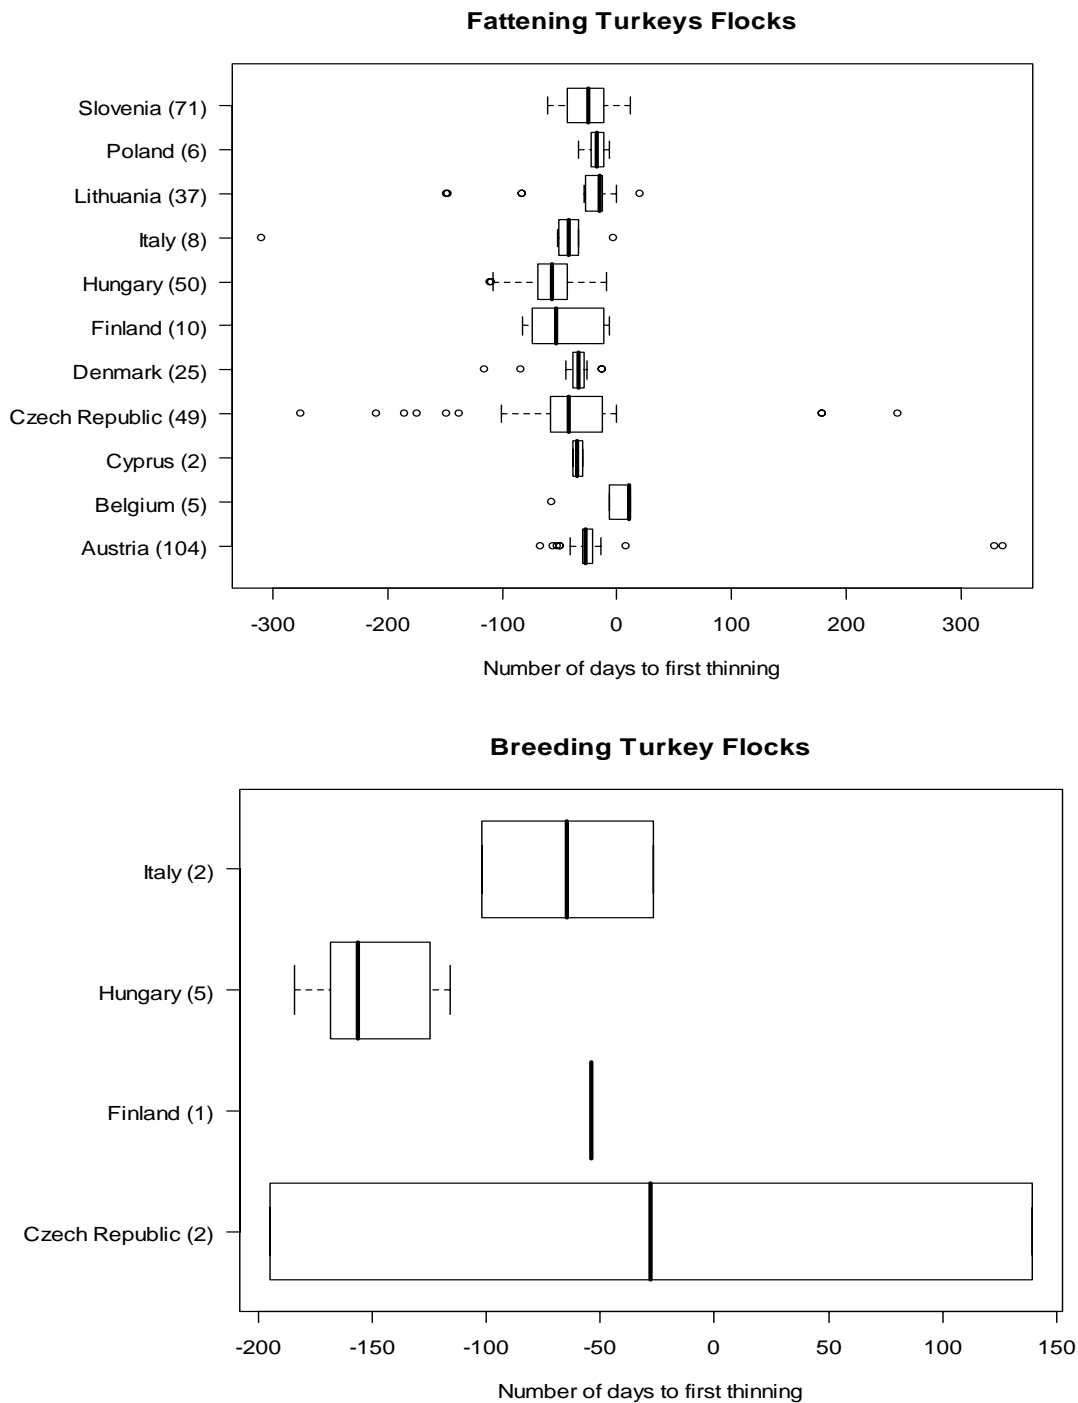 Fattening Turkeys Flocks
Slovenia (71)
Poland (6)
Lithuania (37)
Italy (8)
Hungary (50)
Finland (10)
Denmark (25)
Czech Republic (49)
Cyprus (2)
Belgium (5)
Austria (104)
-300 -200 -100 0 100 200 300
Number of days to first thinning
Breeding Turkey Flocks
Italy (2)
Hungary (5)
Finland (1)
Czech Republic (2)
-200 -150 -100 -50 0 50 100 150
Number of days to first thinning